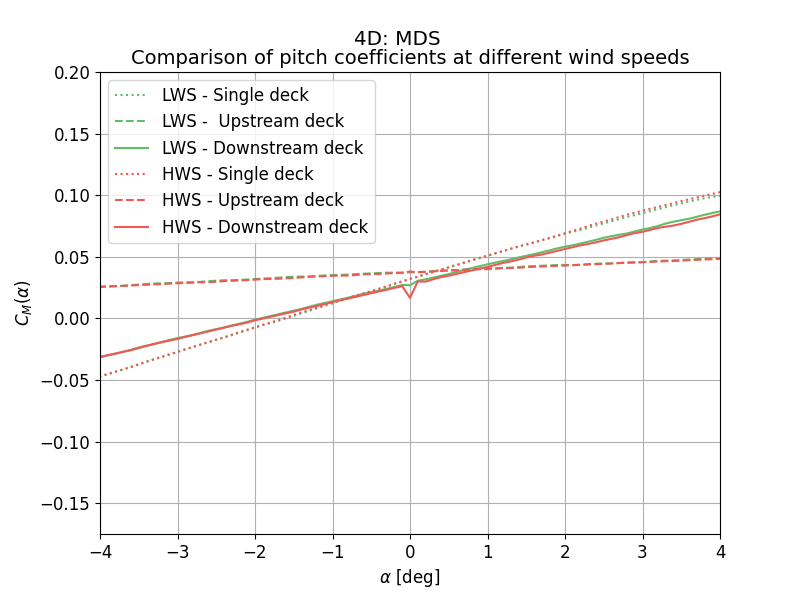 4D: MDS
Comparison of pitch coefficients at different wind speeds
LWS - Single deck
LWS -  Upstream deck
LWS - Downstream deck
HWS - Single deck
HWS - Upstream deck
HWS - Downstream deck
0.20
0.15
0.10
0.05
0.00
−0.05
−0.10
−0.15
C_M(α)
−4 −3 −2 −1 0 1 2 3 4
α [deg]